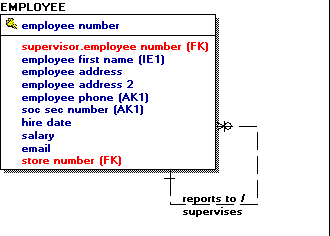 EMPLOYEE
employee number
supervisor.employee number (FK)
employee first name (IE1)
employee address
employee address 2
employee phone (AK1)
soc sec number (AK1)
hire date
salary
email
store number (FK)
reports to /
supervises